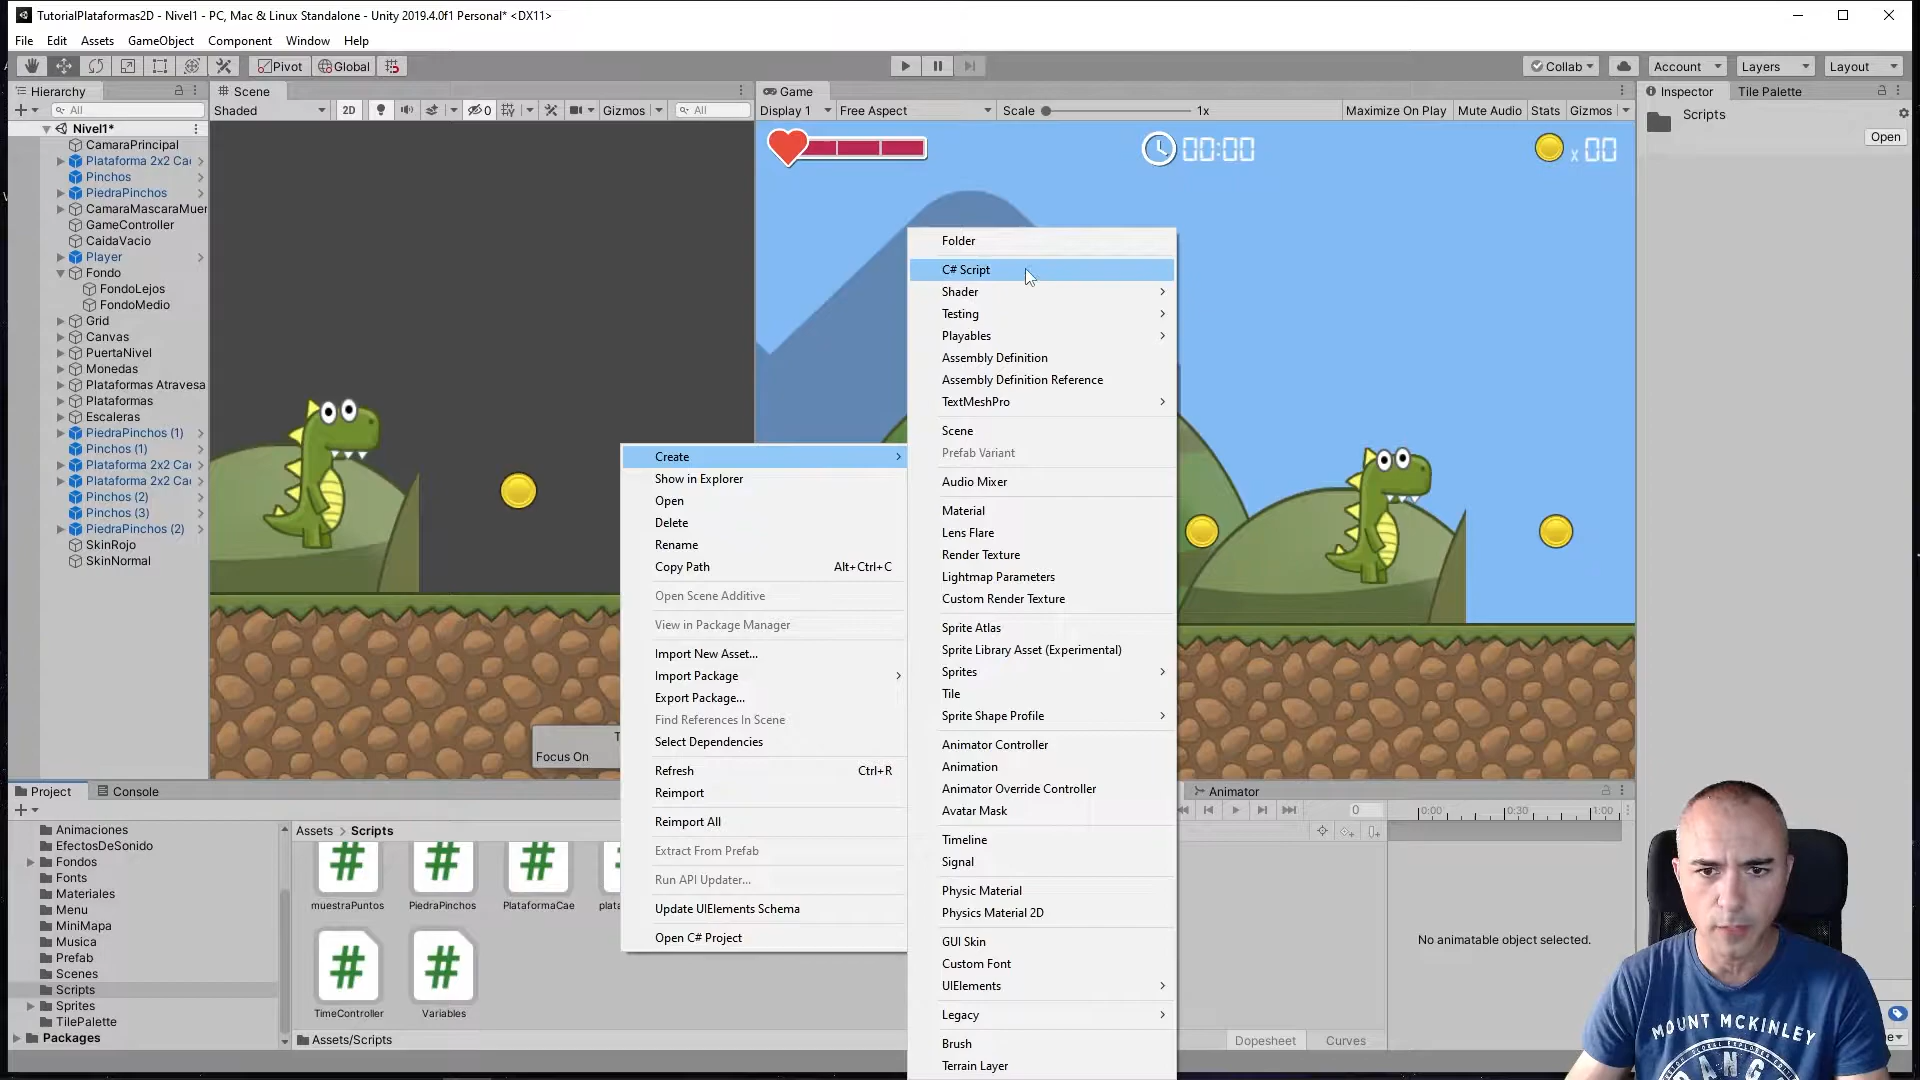 TutorialPlataformas2D - Nivel1 - PC, Mac & Linux Standalone - Unity 2019.4.0f1 Personal* <DX11>
File Edit Assets GameObject Component Window Help
Pivot Global Collab Account Layers Layout
Hierarchy Scene Game Inspector Tile Palette
All Shaded 2D 0 Gizmos All Display 1 Free Aspect Scale 1x Maximize On Play Mute Audio Stats Gizmos
Scripts
Open
Nivel1*
CamaraPrincipal
Plataforma 2x2 Cae
Pinchos
PiedraPinchos
CamaraMascaraMuer
GameController
CaidaVacio
Player
Fondo
FondoLejos
FondoMedio
Grid
Canvas
PuertaNivel
Monedas
Plataformas Atravesa
Plataformas
Escaleras
PiedraPinchos (1)
Pinchos (1)
Plataforma 2x2 Cae
Plataforma 2x2 Cae
Pinchos (2)
Pinchos (3)
PiedraPinchos (2)
SkinRojo
SkinNormal
00:00
x 00
Focus On
Create
Show in Explorer
Open
Delete
Rename
Copy Path Alt+Ctrl+C
Open Scene Additive
View in Package Manager
Import New Asset...
Import Package
Export Package...
Find References In Scene
Select Dependencies
Refresh Ctrl+R
Reimport
Reimport All
Extract From Prefab
Run API Updater...
Update UIElements Schema
Open C# Project
Folder
C# Script
Shader
Testing
Playables
Assembly Definition
Assembly Definition Reference
TextMeshPro
Scene
Prefab Variant
Audio Mixer
Material
Lens Flare
Render Texture
Lightmap Parameters
Custom Render Texture
Sprite Atlas
Sprite Library Asset (Experimental)
Sprites
Tile
Sprite Shape Profile
Animator Controller
Animation
Animator Override Controller
Avatar Mask
Timeline
Signal
Physic Material
Physics Material 2D
GUI Skin
Custom Font
UIElements
Legacy
Brush
Terrain Layer
Project Console
Animaciones
EfectosDeSonido
Fondos
Fonts
Materiales
Menu
MiniMapa
Musica
Prefab
Scenes
Scripts
Sprites
TilePalette
Packages
Assets > Scripts
muestraPuntos PiedraPinchos PlataformaCae
TimeController Variables
Assets/Scripts
Animator
0 0:00 0:30 1:00
No animatable object selected.
Dopesheet Curves
MOUNT MCKINLEY